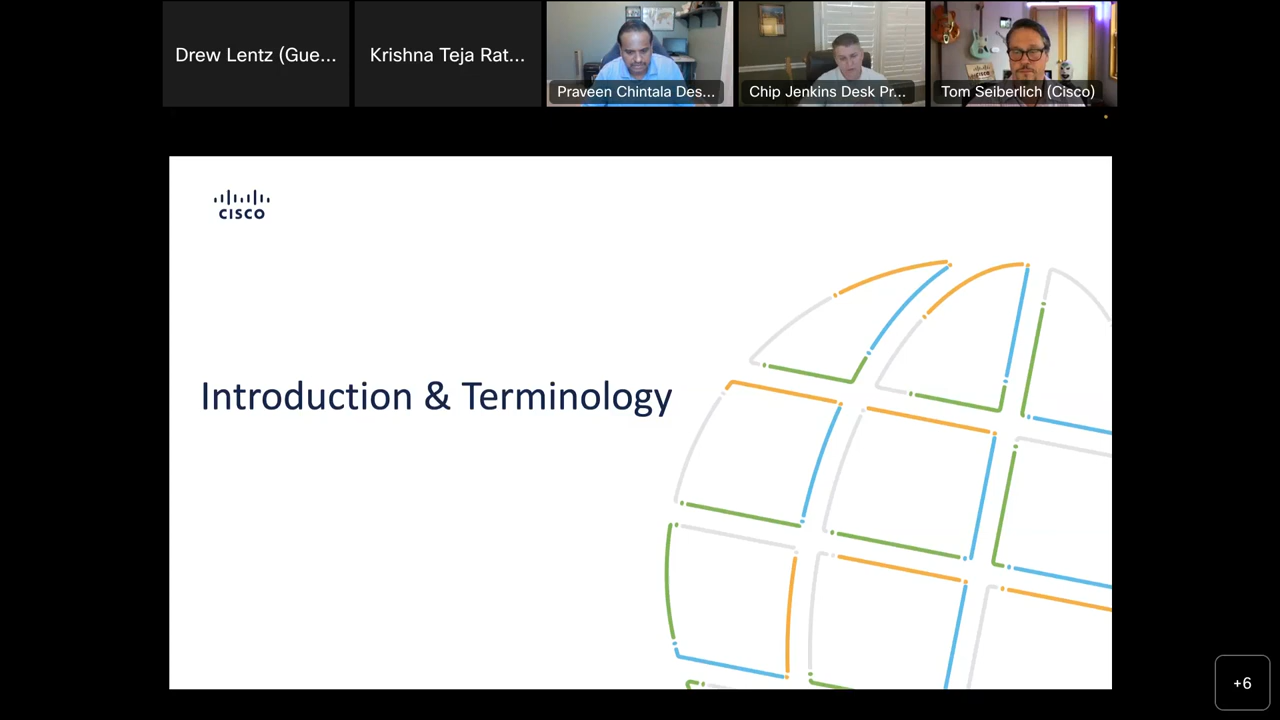 Drew Lentz (Gue...
Krishna Teja Rat...
Praveen Chintala Des...
Chip Jenkins Desk Pr...
Tom Seiberlich (Cisco)
CISCO
Introduction & Terminology
+6